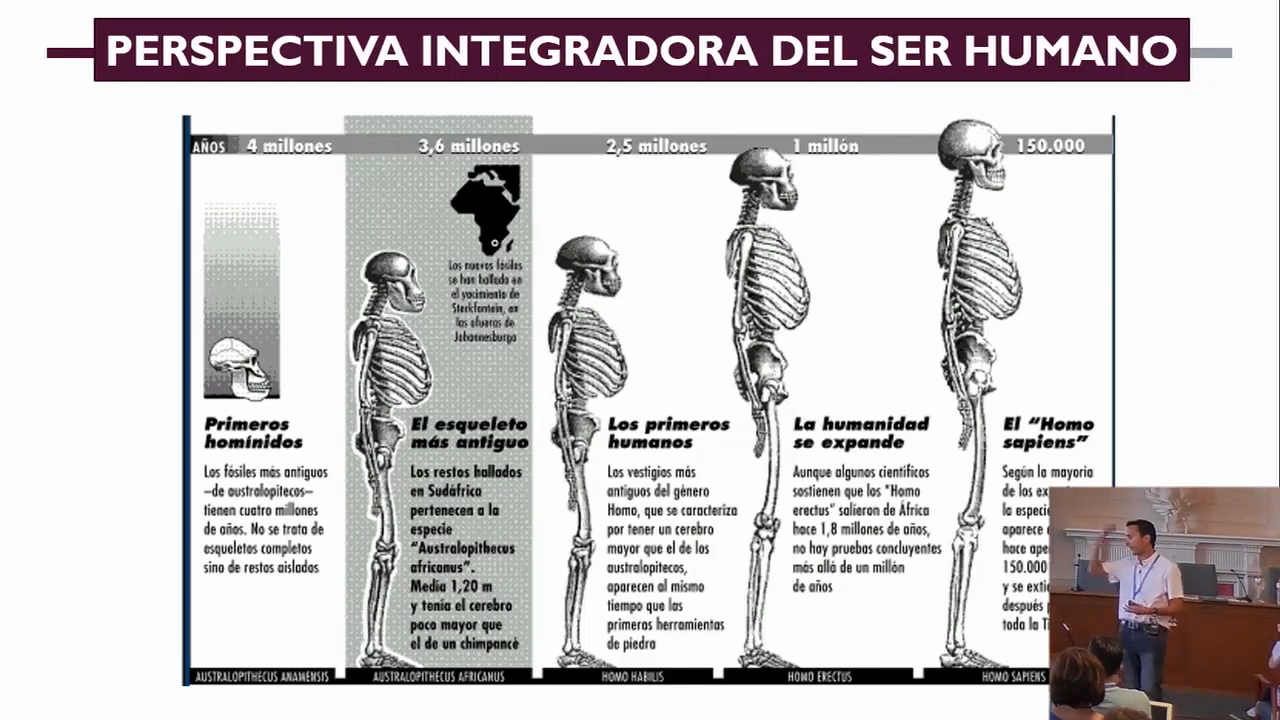 PERSPECTIVA INTEGRADORA DEL SER HUMANO
AÑOS 4 millones 3,6 millones 2,5 millones 1 millón 150.000
Los nuevos fósiles
se han hallado en
el yacimiento de
Sterkfontein, en
las afueras de
Johannesburgo
Primeros
homínidos
Los fósiles más antiguos
–de australopitecos–
tienen cuatro millones
de años. No se trata de
esqueletos completos
sino de restos aislados
El esqueleto
más antiguo
Los restos hallados
en Sudáfrica
pertenecen a la
especie
"Australopithecus
africanus".
Medía 1,20 m
y tenía el cerebro
poco mayor que
el de un chimpancé
Los primeros
humanos
Los vestigios más
antiguos del género
Homo, que se caracteriza
por tener un cerebro
mayor que el de los
australopitecos,
aparecen al mismo
tiempo que las
primeras herramientas
de piedra
La humanidad
se expande
Aunque algunos científicos
sostienen que los "Homo
erectus" salieron de África
hace 1,8 millones de años,
no hay pruebas concluyentes
más allá de un millón
de años
El "Homo
sapiens"
Según la mayoría
de los ex
la especi
aparece
hace ape
150.000
y se exti
después
toda la
AUSTRALOPITHECUS ANAMENSIS AUSTRALOPITHECUS AFRICANUS HOMO HABILIS HOMO ERECTUS HOMO SAPIENS